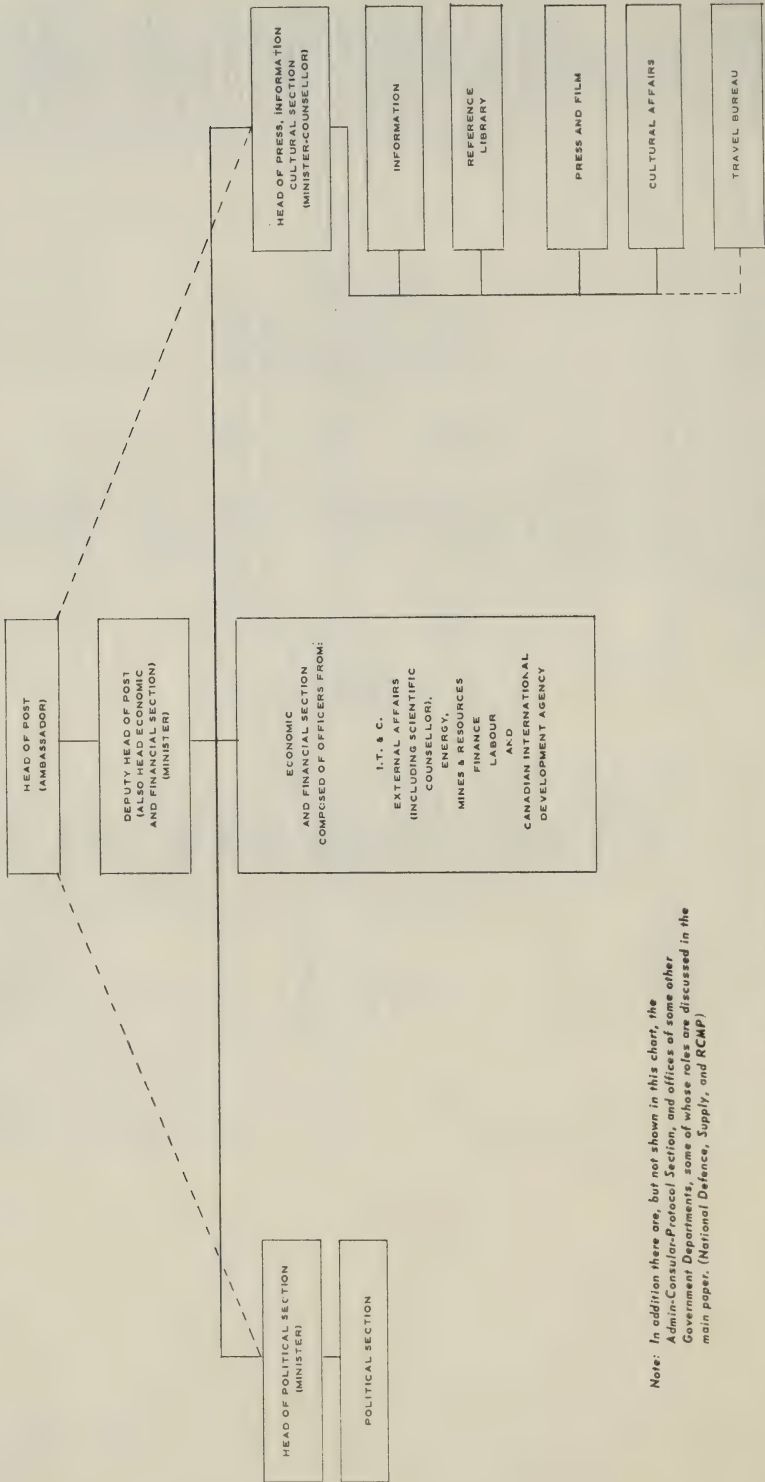 HEAD OF POST
(AMBASSADOR)
DEPUTY HEAD OF POST
(ALSO HEAD ECONOMIC
AND FINANCIAL SECTION)
(MINISTER)
HEAD OF POLITICAL SECTION
(MINISTER)
POLITICAL SECTION
ECONOMIC
AND FINANCIAL SECTION
COMPOSED OF OFFICERS FROM:
I.T. & C.
EXTERNAL AFFAIRS
(INCLUDING SCIENTIFIC
COUNSELLOR),
ENERGY,
MINES & RESOURCES
FINANCE
LABOUR
AND
CANADIAN INTERNATIONAL
DEVELOPMENT AGENCY
HEAD OF PRESS, INFORMATION
CULTURAL SECTION
(MINISTER-COUNSELLOR)
INFORMATION
REFERENCE
LIBRARY
PRESS AND FILM
CULTURAL AFFAIRS
TRAVEL BUREAU
Note: In addition there are, but not shown in this chart, the
Admin-Consular-Protocol Section, and offices of some other
Government Departments, some of whose roles are discussed in the
main paper. (National Defence, Supply, and RCMP)